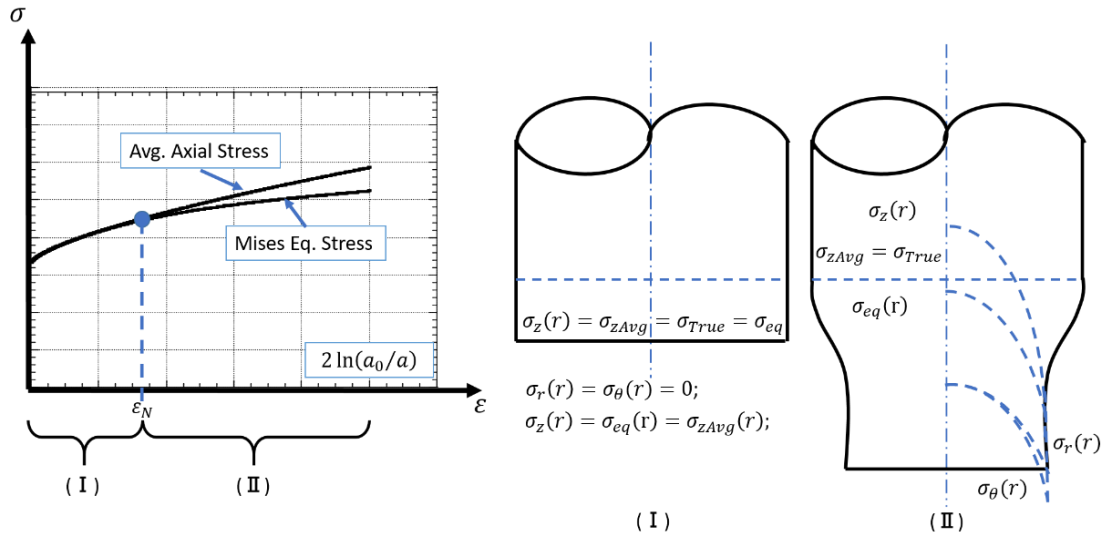 σ
Avg. Axial Stress
Mises Eq. Stress
2 ln(a₀/a)
ε_N
ε
( Ⅰ )
( Ⅱ )
σ_z(r) = σ_zAvg = σ_True = σ_eq
σ_r(r) = σ_θ(r) = 0;
σ_z(r) = σ_eq(r) = σ_zAvg(r);
( Ⅰ )
σ_z(r)
σ_zAvg = σ_True
σ_eq(r)
σ_r(r)
σ_θ(r)
( Ⅱ )